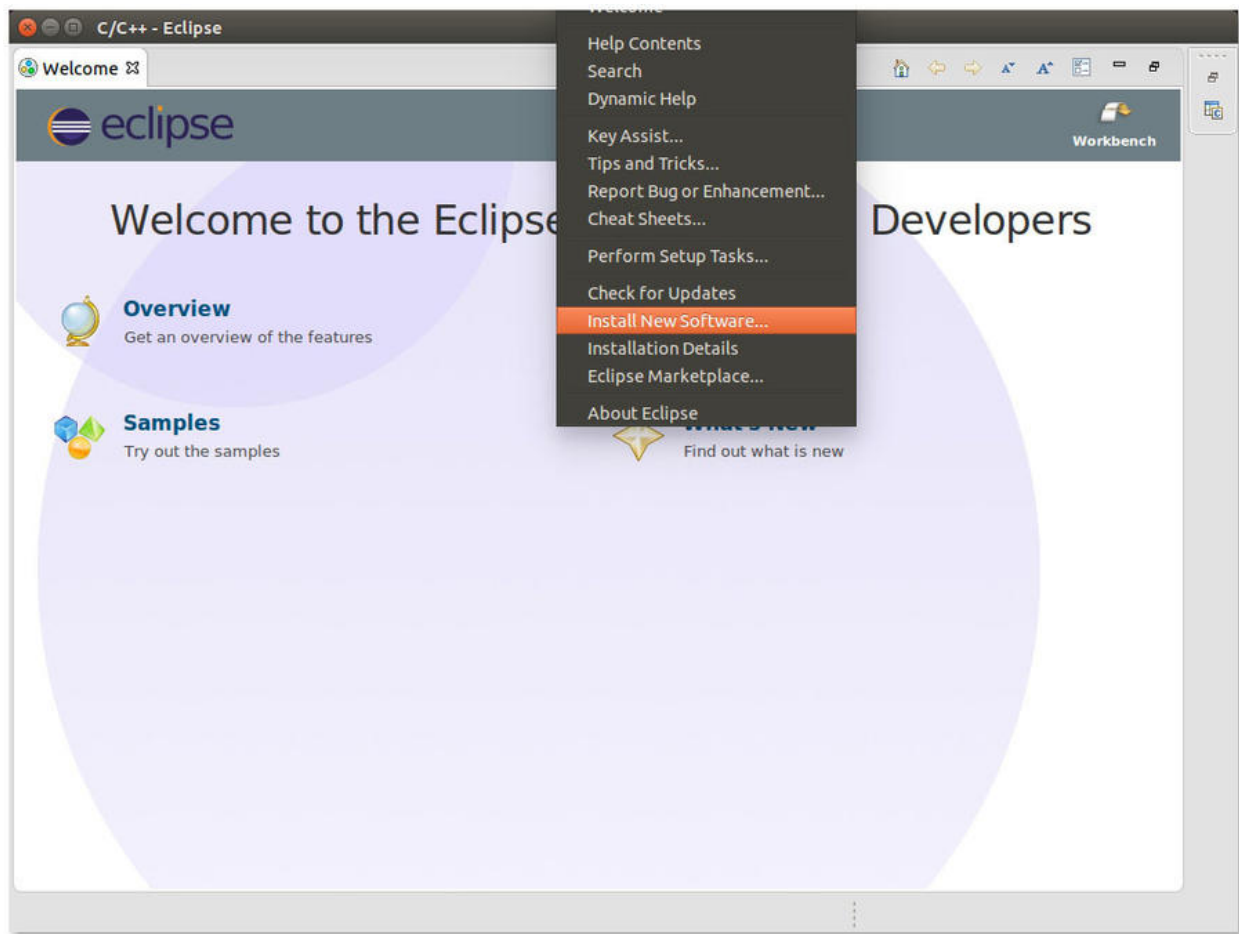 C/C++ - Eclipse
Welcome
Welcome
Help Contents
Search
Dynamic Help
Key Assist...
Tips and Tricks...
Report Bug or Enhancement...
Cheat Sheets...
Perform Setup Tasks...
Check for Updates
Install New Software...
Installation Details
Eclipse Marketplace...
About Eclipse
eclipse
Workbench
Welcome to the Eclipse Developers
Overview
Get an overview of the features
Samples
Try out the samples
What's New
Find out what is new